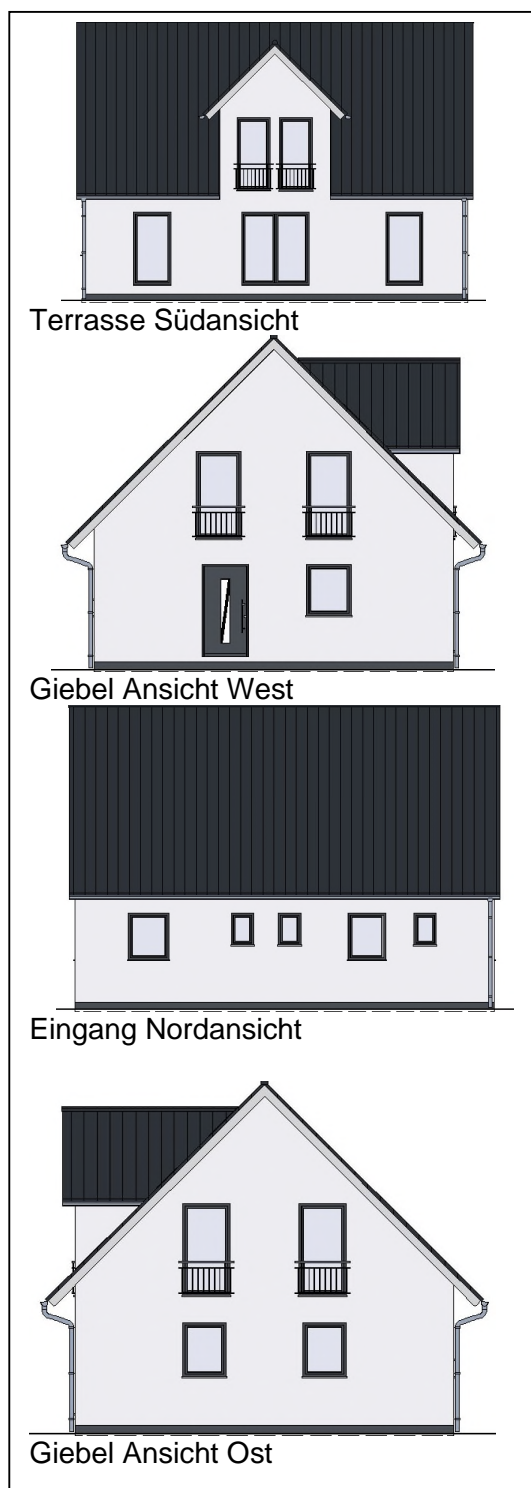 Terrasse Südansicht
Giebel Ansicht West
Eingang Nordansicht
Giebel Ansicht Ost